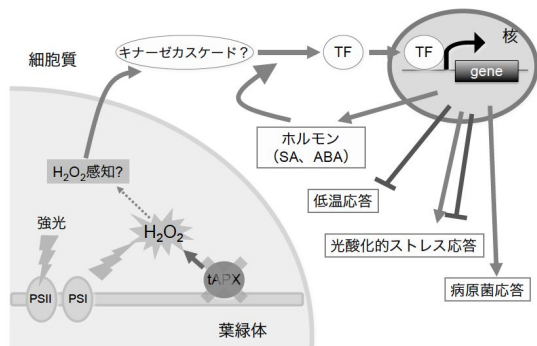 細胞質
キナーゼカスケード？
TF
TF
核
gene
ホルモン
（SA、ABA）
低温応答
光酸化的ストレス応答
病原菌応答
H₂O₂感知?
強光
H₂O₂
tAPX
PSII
PSI
葉緑体